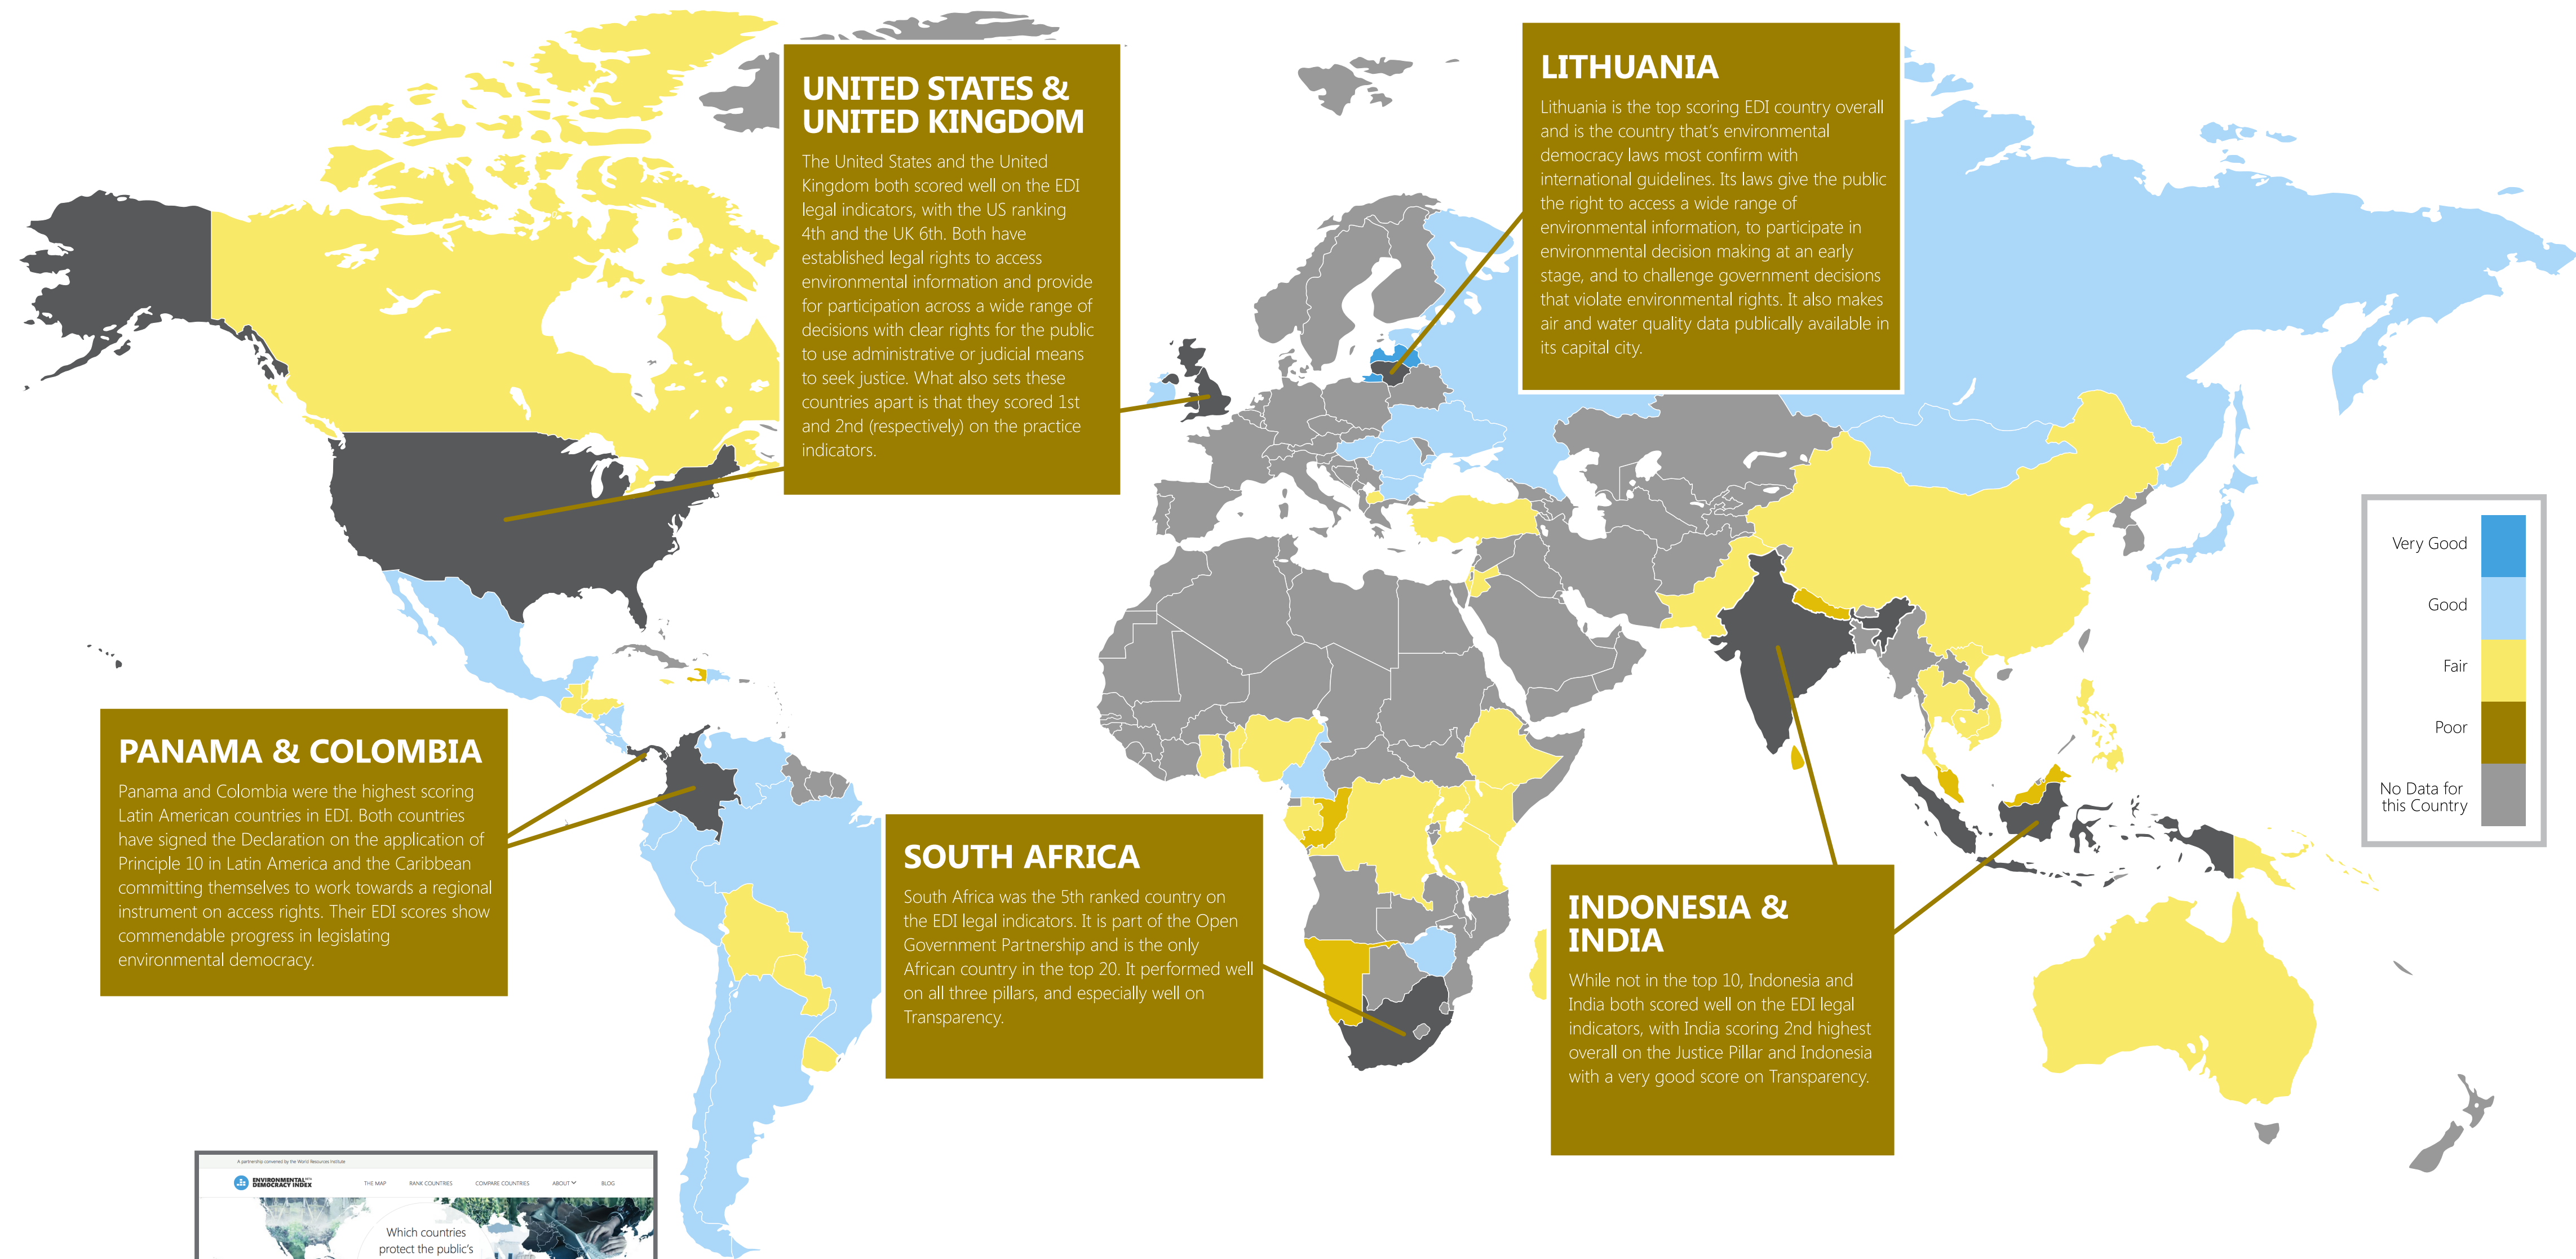 UNITED STATES &
UNITED KINGDOM
The United States and the United
Kingdom both scored well on the EDI
legal indicators, with the US ranking
4th and the UK 6th. Both have
established legal rights to access
environmental information and provide
for participation across a wide range of
decisions with clear rights for the public
to use administrative or judicial means
to seek justice. What also sets these
countries apart is that they scored 1st
and 2nd (respectively) on the practice
indicators.
LITHUANIA
Lithuania is the top scoring EDI country overall
and is the country that's environmental
democracy laws most confirm with
international guidelines. Its laws give the public
the right to access a wide range of
environmental information, to participate in
environmental decision making at an early
stage, and to challenge government decisions
that violate environmental rights. It also makes
air and water quality data publically available in
its capital city.
Very Good
Good
Fair
Poor
No Data for
this Country
PANAMA & COLOMBIA
Panama and Colombia were the highest scoring
Latin American countries in EDI. Both countries
have signed the Declaration on the application of
Principle 10 in Latin America and the Caribbean
committing themselves to work towards a regional
instrument on access rights. Their EDI scores show
commendable progress in legislating
environmental democracy.
SOUTH AFRICA
South Africa was the 5th ranked country on
the EDI legal indicators. It is part of the Open
Government Partnership and is the only
African country in the top 20. It performed well
on all three pillars, and especially well on
Transparency.
INDONESIA &
INDIA
While not in the top 10, Indonesia and
India both scored well on the EDI legal
indicators, with India scoring 2nd highest
overall on the Justice Pillar and Indonesia
with a very good score on Transparency.
A partnership convened by the World Resources Institute
ENVIRONMENTAL
DEMOCRACY INDEX
THE MAP RANK COUNTRIES COMPARE COUNTRIES ABOUT BLOG
Which countries
protect the public's